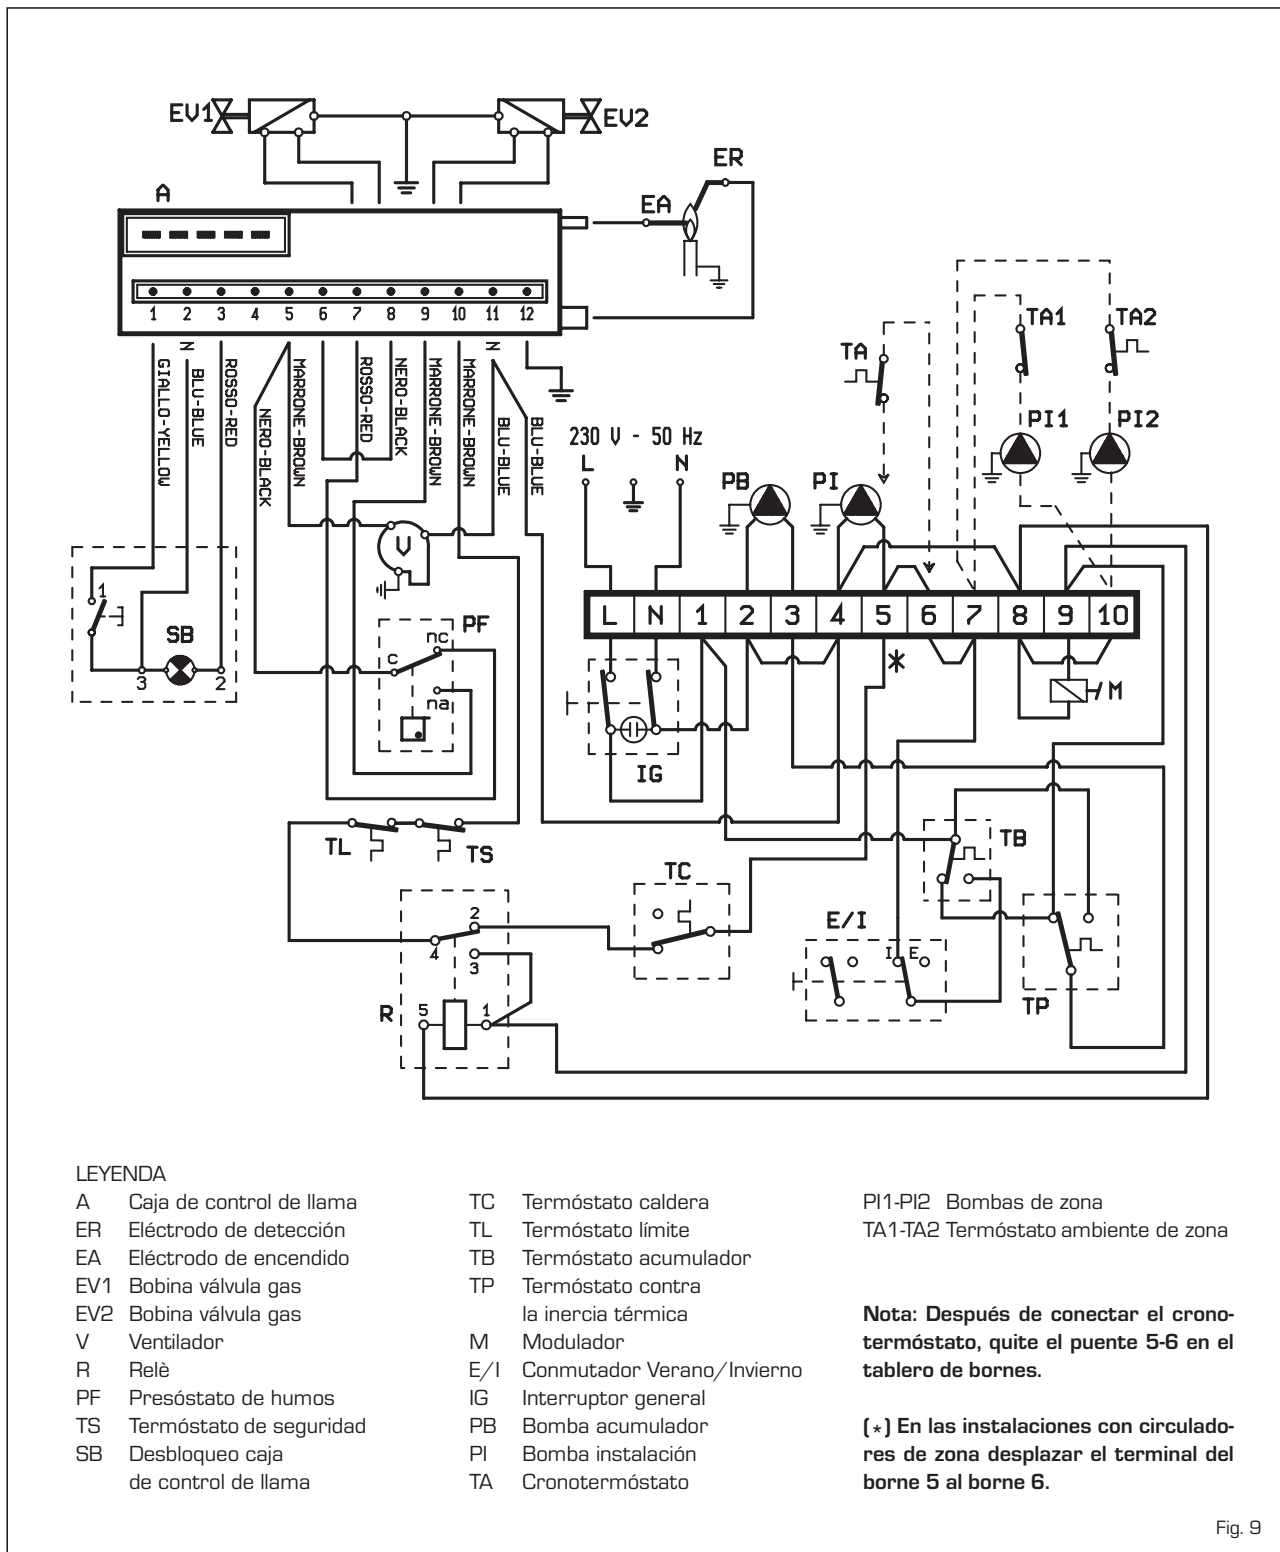 EV1
EV2
ER
A
EA
1 2 3 4 5 6 7 8 9 10 11 12
TA1
TA2
TA
N
N
GIALLO-YELLOW
BLU-BLUE
ROSSO-RED
NERO-BLACK
MARRONE-BROWN
ROSSO-RED
NERO-BLACK
MARRONE-BROWN
MARRONE-BROWN
BLU-BLUE
BLU-BLUE
PI1
PI2
230 V - 50 Hz
L
N
PB
PI
V
1
SB
3
2
PF
nc
c
na
L N 1 2 3 4 5 6 7 8 9 10
*
M
IG
TL
TS
TB
TC
E/I
I
E
TP
2
4
3
R
5
1
LEYENDA
A Caja de control de llama
ER Eléctrodo de detección
EA Eléctrodo de encendido
EV1 Bobina válvula gas
EV2 Bobina válvula gas
V Ventilador
R Relè
PF Presóstato de humos
TS Termóstato de seguridad
SB Desbloqueo caja
de control de llama
TC Termóstato caldera
TL Termóstato límite
TB Termóstato acumulador
TP Termóstato contra
la inercia térmica
M Modulador
E/I Conmutador Verano/Invierno
IG Interruptor general
PB Bomba acumulador
PI Bomba instalación
TA Cronotermóstato
PI1-PI2 Bombas de zona
TA1-TA2 Termóstato ambiente de zona
Nota: Después de conectar el crono-
termóstato, quite el puente 5-6 en el
tablero de bornes.
(*) En las instalaciones con circulado-
res de zona desplazar el terminal del
borne 5 al borne 6.
Fig. 9